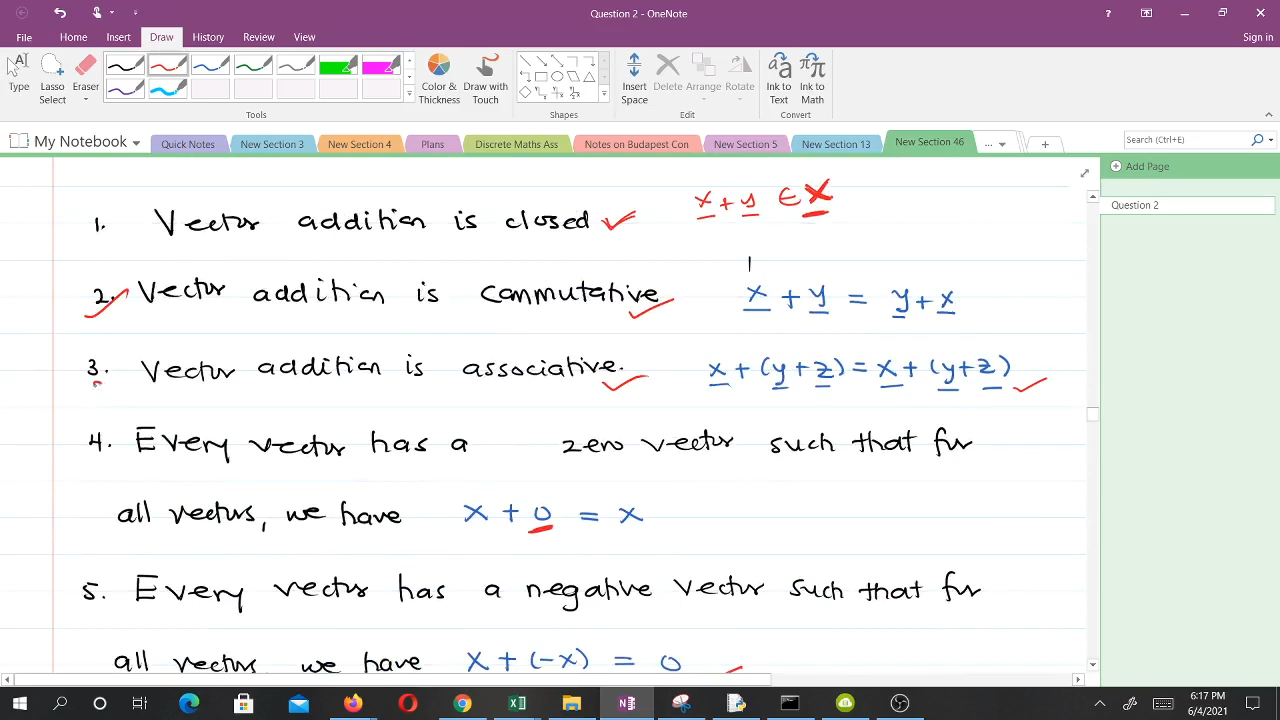 Question 2 - OneNote
File Home Insert Draw History Review View Sign in
Type Lasso Select Eraser Color & Thickness Draw with Touch Insert Space Delete Arrange Rotate Ink to Text Ink to Math
Tools Shapes Edit Convert
My Notebook Quick Notes New Section 3 New Section 4 Plans Discrete Maths Ass Notes on Budapest Con New Section 5 New Section 13 New Section 46 ... Search (Ctrl+E)
Add Page
Question 2
1. Vector addition is closed ✓ x + y ∈ X
2. Vector addition is commutative x + y = y + x
3. Vector addition is associative. x + (y + z) = x + (y + z)
4. Every vector has a zero vector such that for
all vectors, we have x + 0 = x
5. Every vector has a negative vector such that for
all vectors we have x + (-x) = 0
6:17 PM
6/4/2021